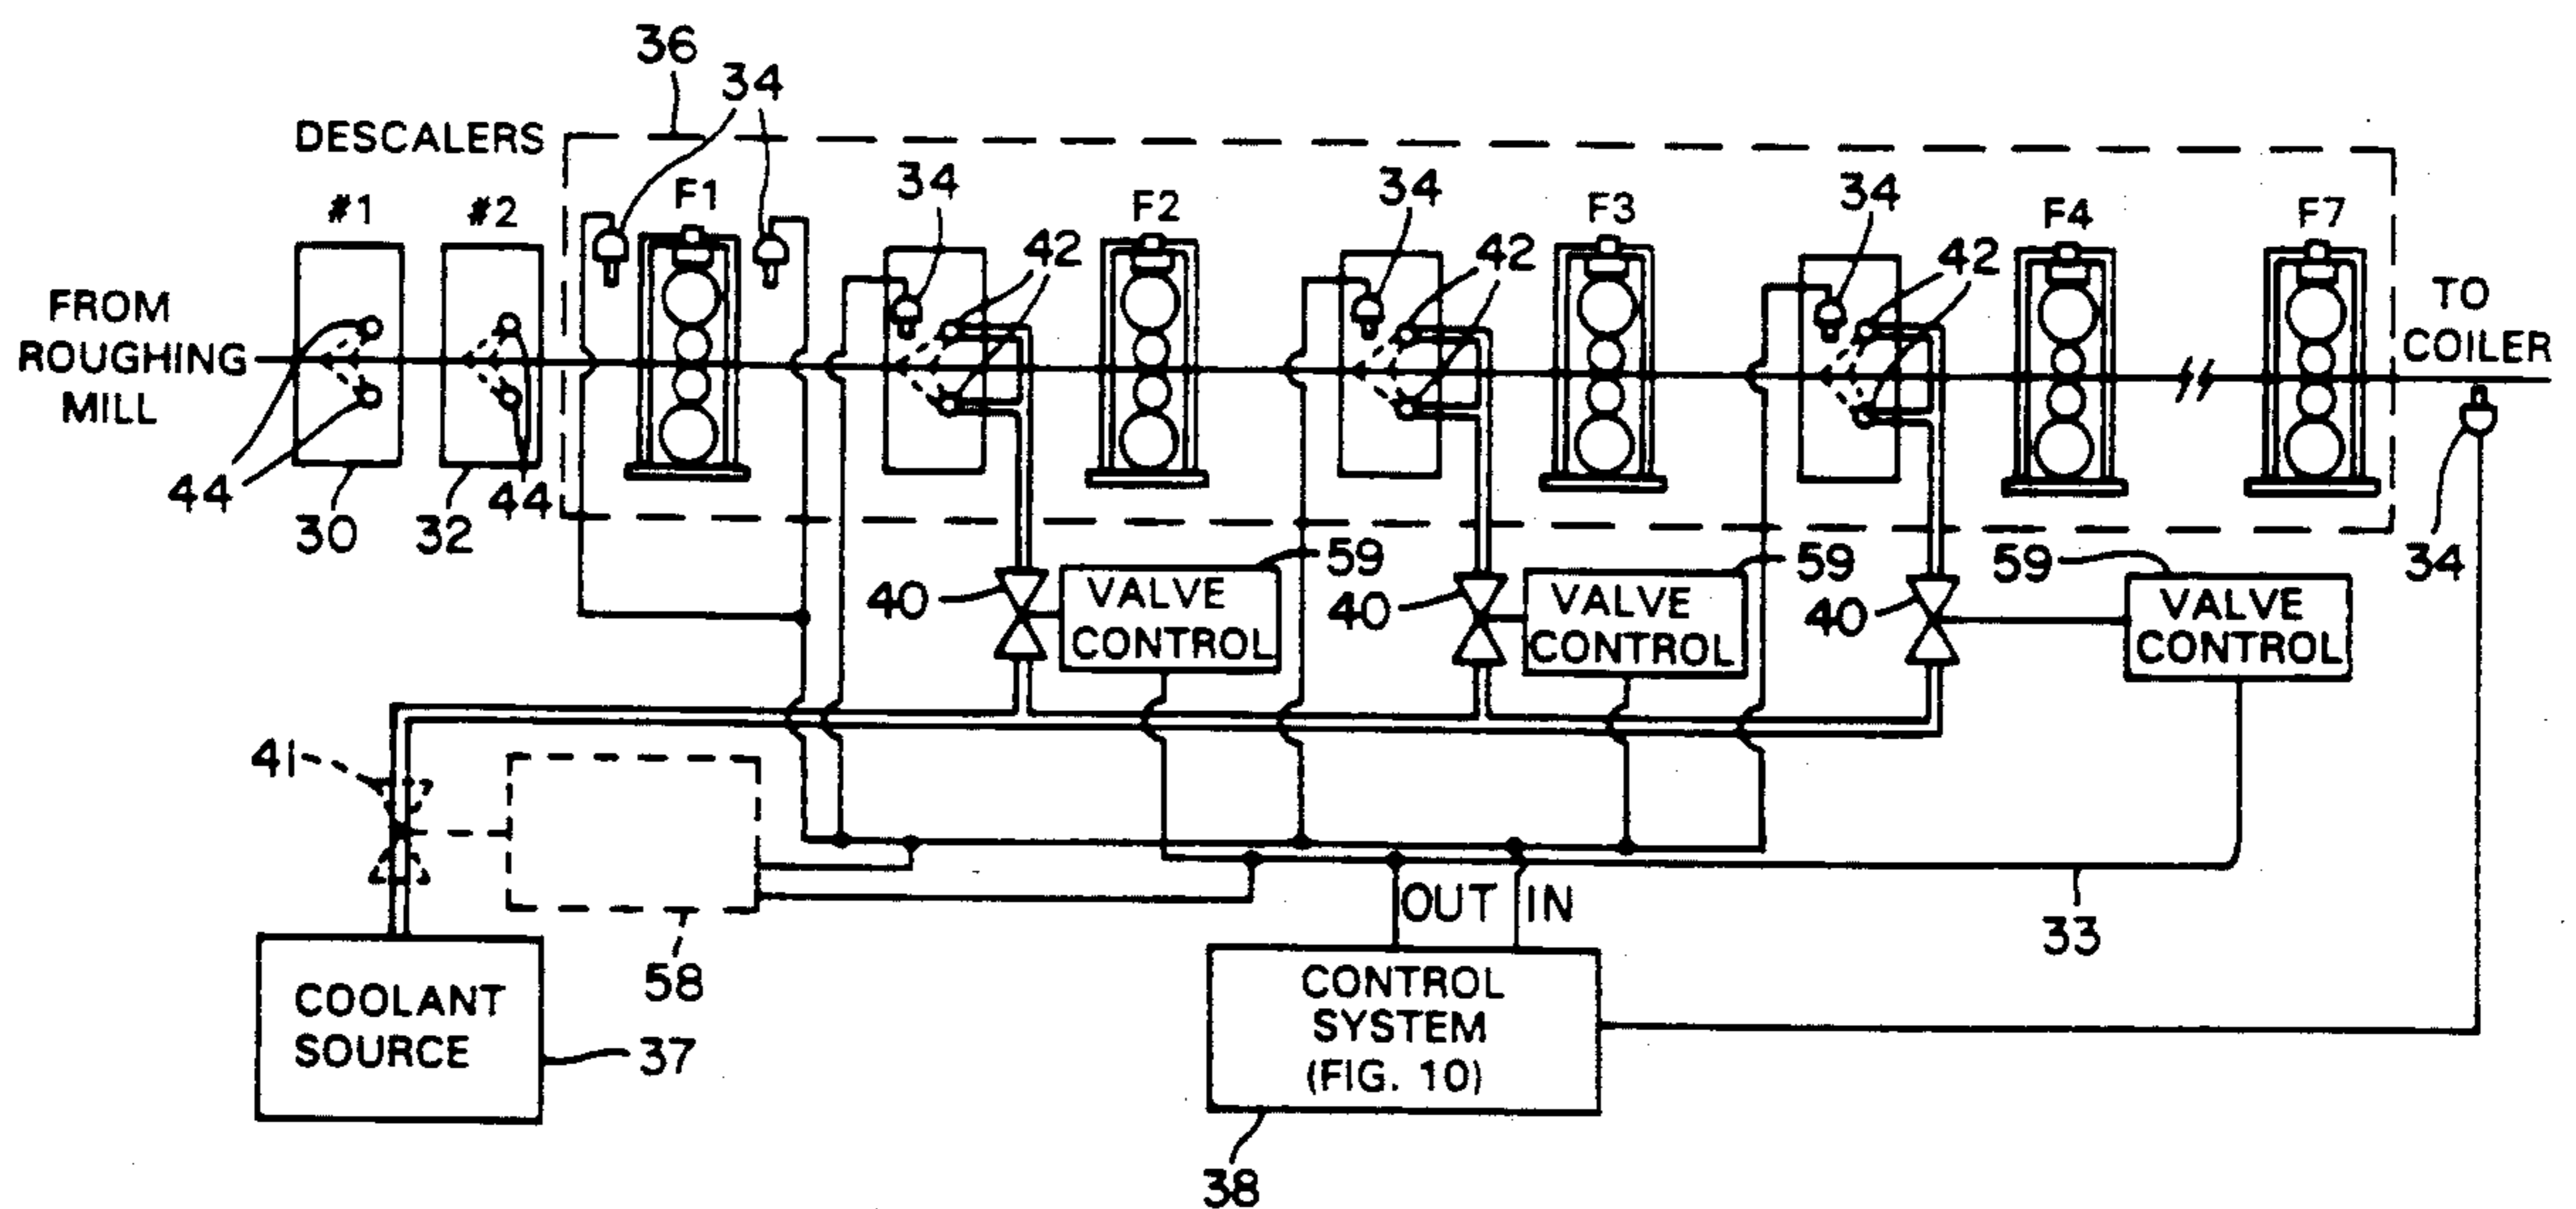 36
34
DESCALERS
#1
#2
F1
34
F2
34
F3
34
F4
F7
42
42
42
FROM
ROUGHING
MILL
TO
COILER
44
44
30
32
34
40
59
VALVE
CONTROL
40
59
VALVE
CONTROL
40
59
VALVE
CONTROL
41
58
OUT
IN
33
COOLANT
SOURCE
37
CONTROL
SYSTEM
(FIG. 10)
38